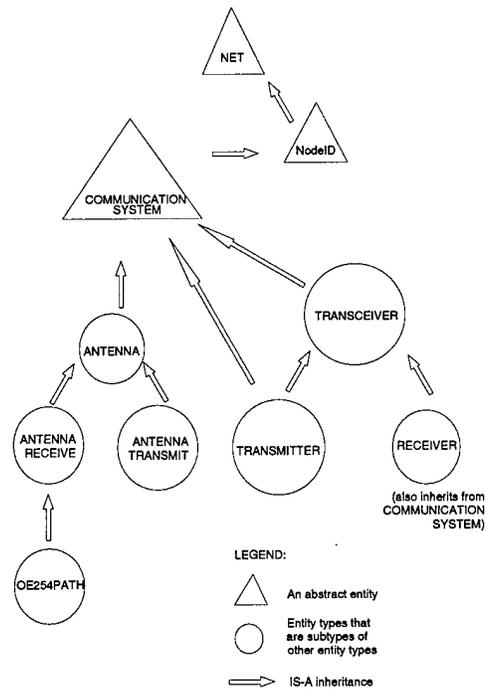 NET
NodeID
COMMUNICATION
SYSTEM
TRANSCEIVER
ANTENNA
ANTENNA
RECEIVE
ANTENNA
TRANSMIT
TRANSMITTER
RECEIVER
(also inherits from
COMMUNICATION
SYSTEM)
OE254PATH
LEGEND:
An abstract entity
Entity types that
are subtypes of
other entity types
IS-A inheritance